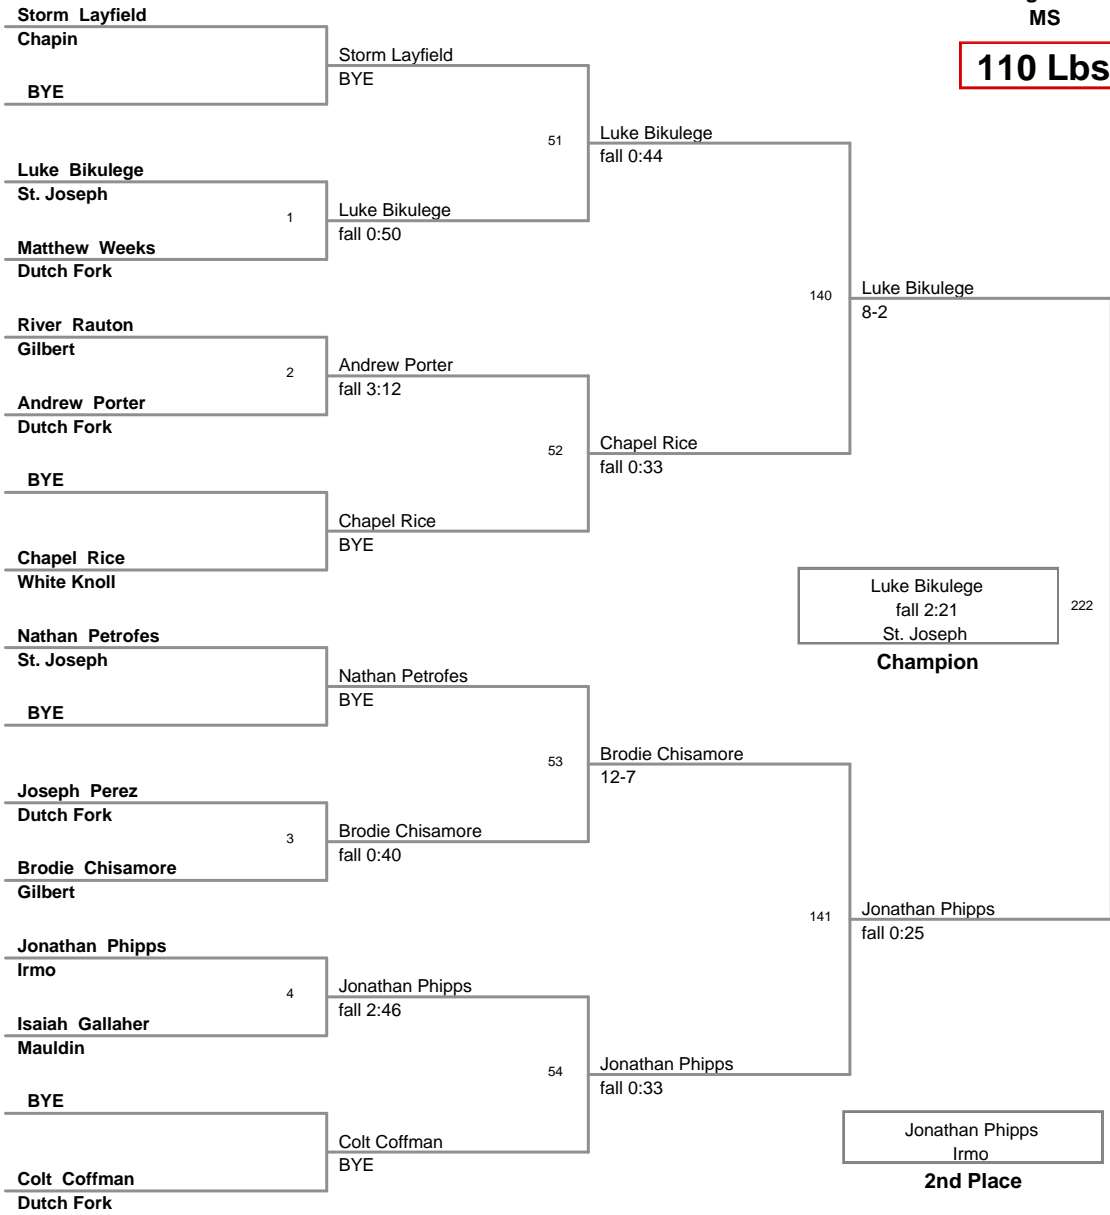 MS
110 Lbs
Storm Layfield
Chapin
BYE
Storm Layfield
BYE
Luke Bikulege
St. Joseph
1
Matthew Weeks
Dutch Fork
Luke Bikulege
fall 0:50
51
Luke Bikulege
fall 0:44
River Rauton
Gilbert
2
Andrew Porter
Dutch Fork
Andrew Porter
fall 3:12
BYE
Chapel Rice
White Knoll
Chapel Rice
BYE
52
Chapel Rice
fall 0:33
140
Luke Bikulege
8-2
Nathan Petrofes
St. Joseph
BYE
Nathan Petrofes
BYE
Joseph Perez
Dutch Fork
3
Brodie Chisamore
Gilbert
Brodie Chisamore
fall 0:40
53
Brodie Chisamore
12-7
Jonathan Phipps
Irmo
4
Isaiah Gallaher
Mauldin
Jonathan Phipps
fall 2:46
BYE
Colt Coffman
Dutch Fork
Colt Coffman
BYE
54
Jonathan Phipps
fall 0:33
141
Jonathan Phipps
fall 0:25
Luke Bikulege
fall 2:21
St. Joseph
Champion
222
Jonathan Phipps
Irmo
2nd Place